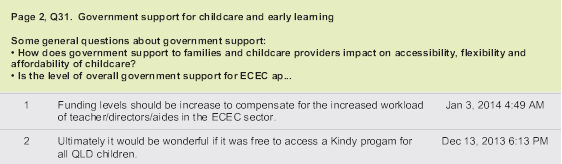 Page 2, Q31. Government support for childcare and early learning
Some general questions about government support:
• How does government support to families and childcare providers impact on accessibility, flexibility and
affordability of childcare?
• Is the level of overall government support for ECEC ap...
1 Funding levels should be increase to compensate for the increased workload Jan 3, 2014 4:49 AM
of teacher/directors/aides in the ECEC sector.
2 Ultimately it would be wonderful if it was free to access a Kindy progam for Dec 13, 2013 6:13 PM
all QLD children.